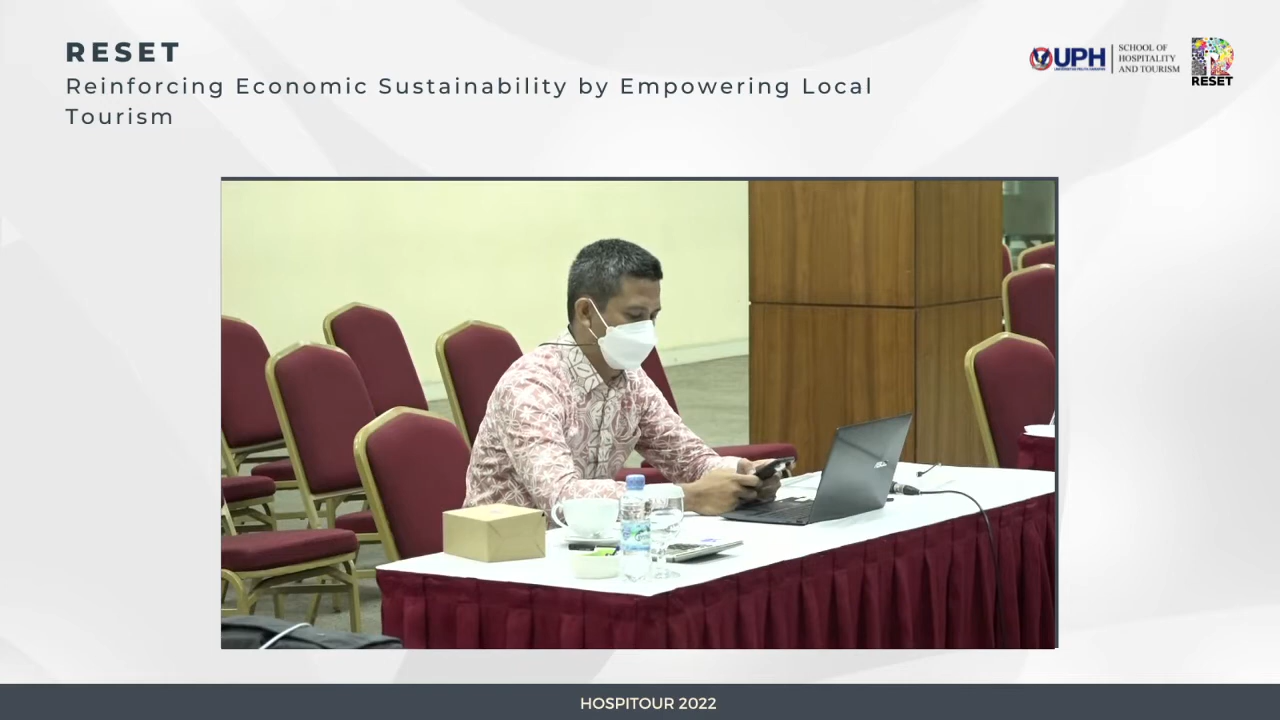 RESET
Reinforcing Economic Sustainability by Empowering Local
Tourism
UPH
SCHOOL OF
HOSPITALITY
AND TOURISM
RESET
HOSPITOUR 2022